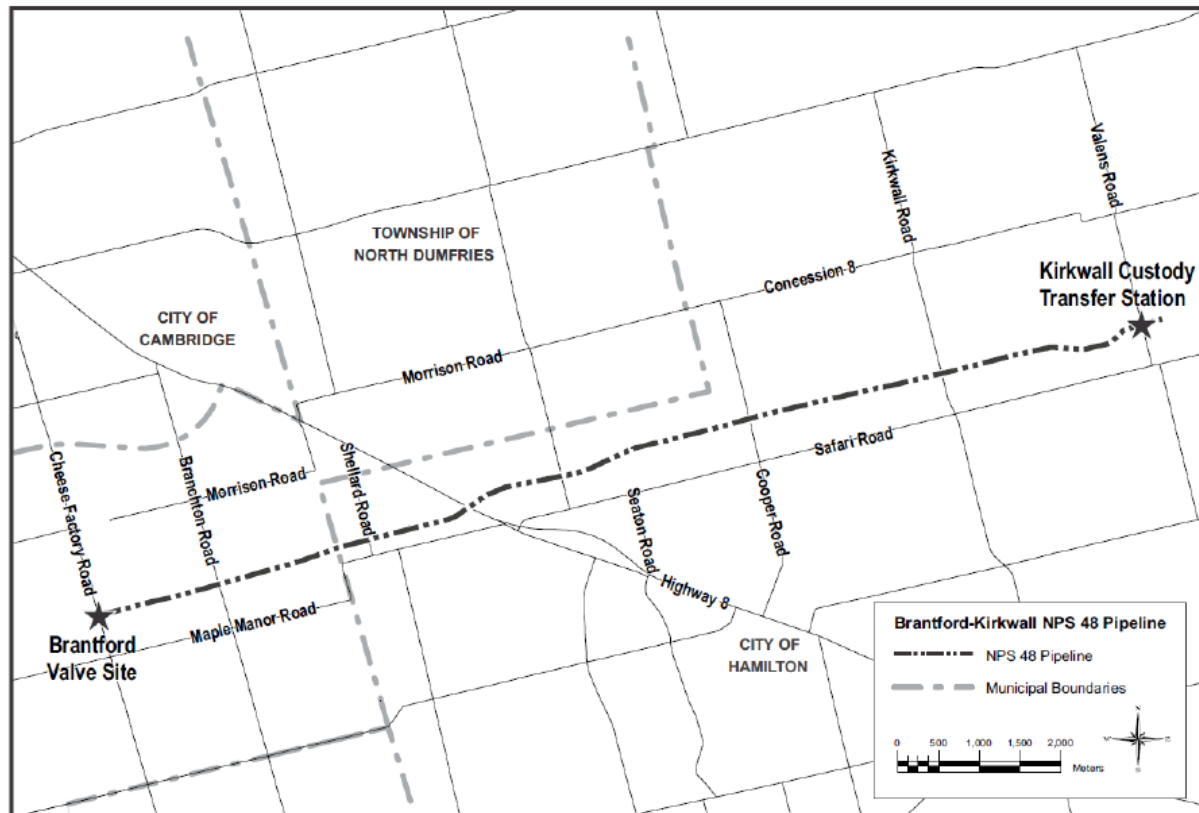 Kirkwall Road
Valens Road
TOWNSHIP OF
NORTH DUMFRIES
Concession 8
Kirkwall Custody
Transfer Station
CITY OF
CAMBRIDGE
Morrison Road
Cheese Factory Road
Branchton Road
Morrison Road
Shellard Road
Safari Road
Seaton Road
Cooper Road
Highway 8
Maple Manor Road
Brantford
Valve Site
CITY OF
HAMILTON
Brantford-Kirkwall NPS 48 Pipeline
NPS 48 Pipeline
Municipal Boundaries
N
W
E
S
0 500 1,000 1,500 2,000
Meters